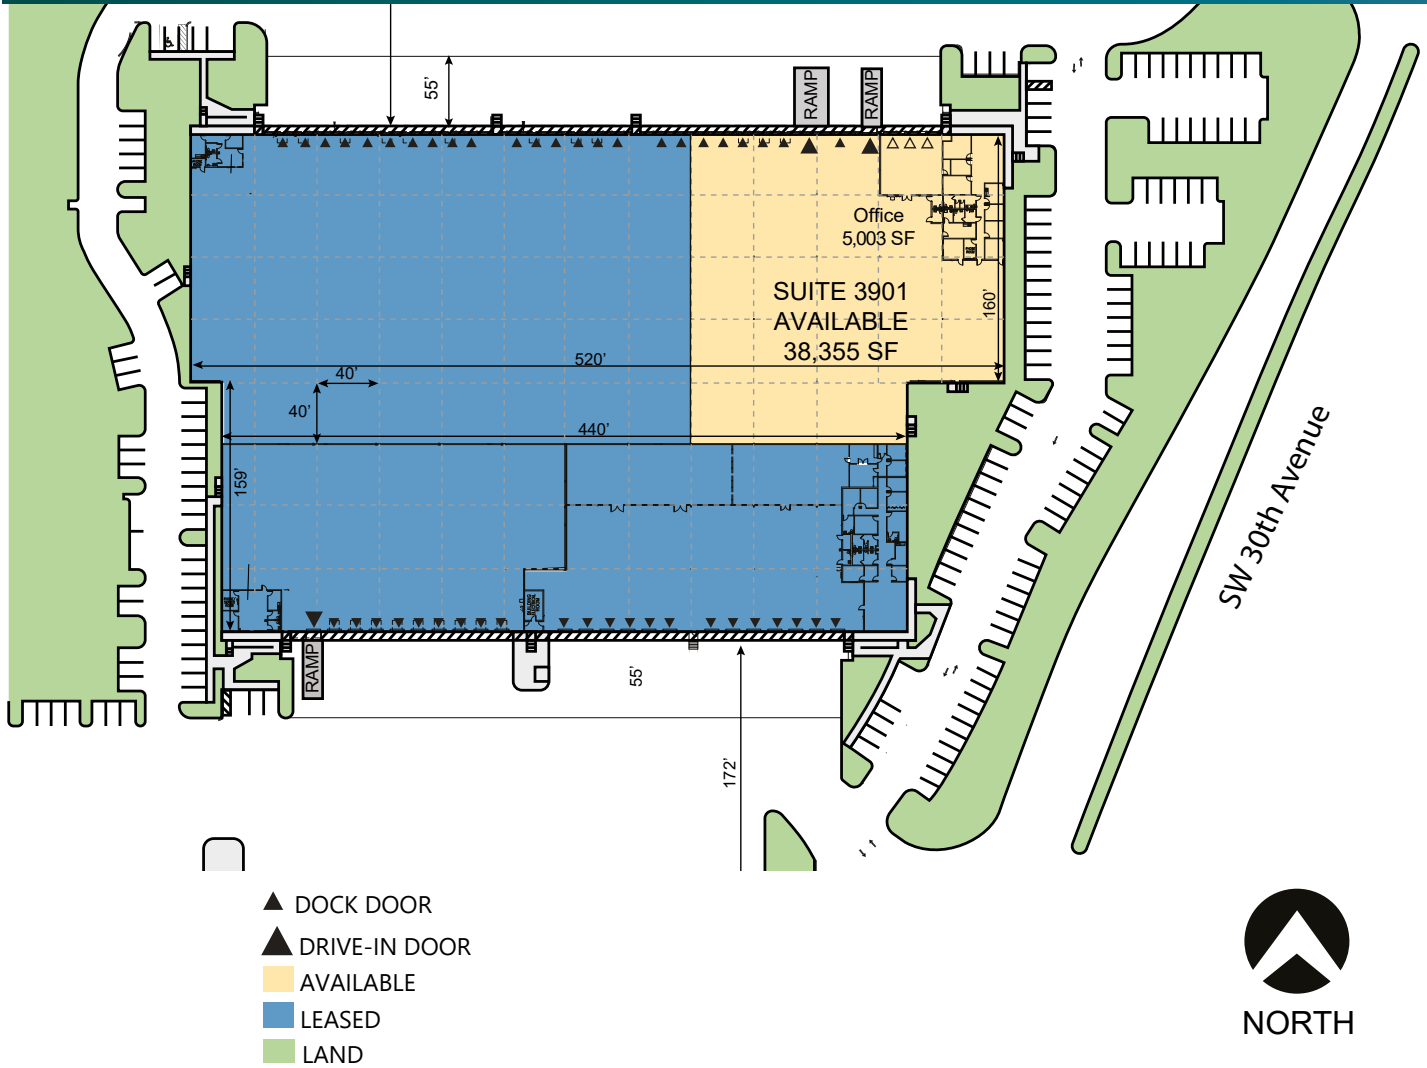 55'
RAMP
RAMP
Office
5,003 SF
SUITE 3901
AVAILABLE
38,355 SF
160'
520'
40'
40'
440'
159'
SW 30th Avenue
RAMP
55'
172'
DOCK DOOR
DRIVE-IN DOOR
AVAILABLE
LEASED
LAND
NORTH